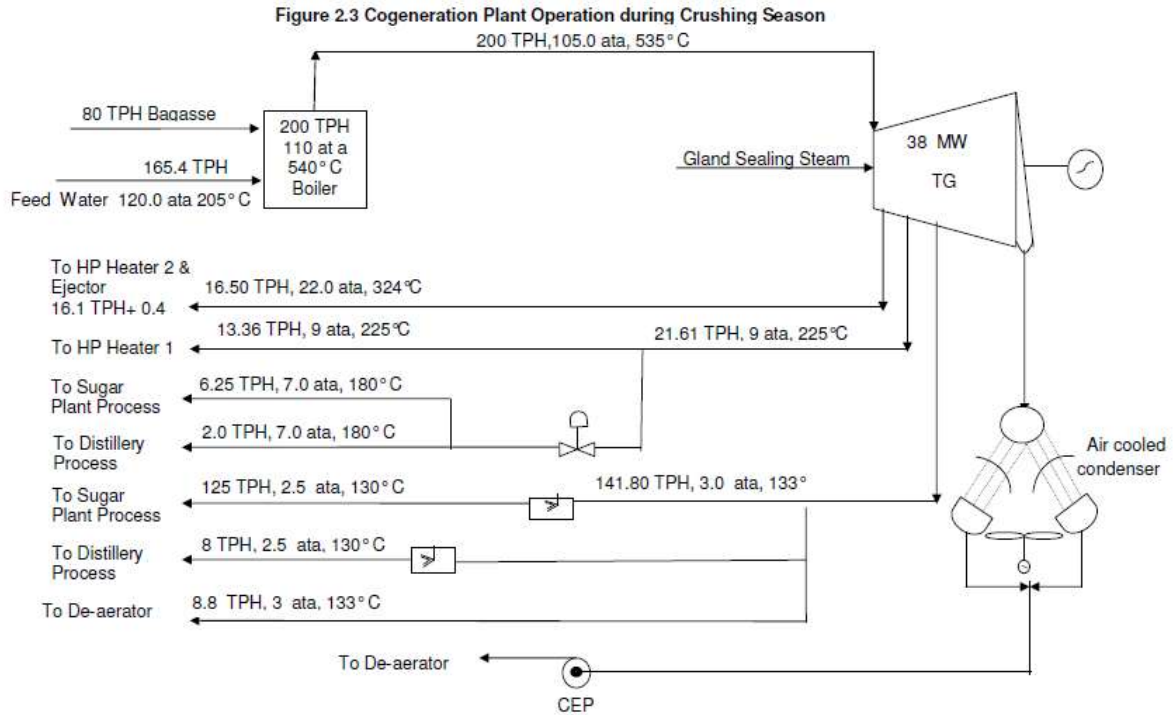 Figure 2.3 Cogeneration Plant Operation during Crushing Season
200 TPH,105.0 ata, 535°C
80 TPH Bagasse
200 TPH
110 at a
540°C
Boiler
165.4 TPH
Feed Water 120.0 ata 205°C
Gland Sealing Steam
38 MW
TG
To HP Heater 2 &
Ejector
16.1 TPH+ 0.4
16.50 TPH, 22.0 ata, 324°C
13.36 TPH, 9 ata, 225°C
21.61 TPH, 9 ata, 225°C
To HP Heater 1
To Sugar
Plant Process
6.25 TPH, 7.0 ata, 180°C
To Distillery
Process
2.0 TPH, 7.0 ata, 180°C
Air cooled
condenser
To Sugar
Plant Process
125 TPH, 2.5 ata, 130°C
141.80 TPH, 3.0 ata, 133°
To Distillery
Process
8 TPH, 2.5 ata, 130°C
To De-aerator
8.8 TPH, 3 ata, 133°C
To De-aerator
CEP